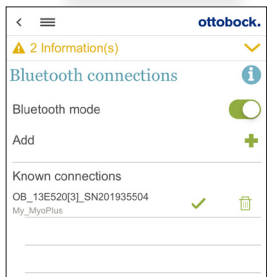 ottobock.
2 Information(s)
Bluetooth connections
Bluetooth mode
Add
Known connections
OB_13E520[3]_SN201935504
My_MyoPlus